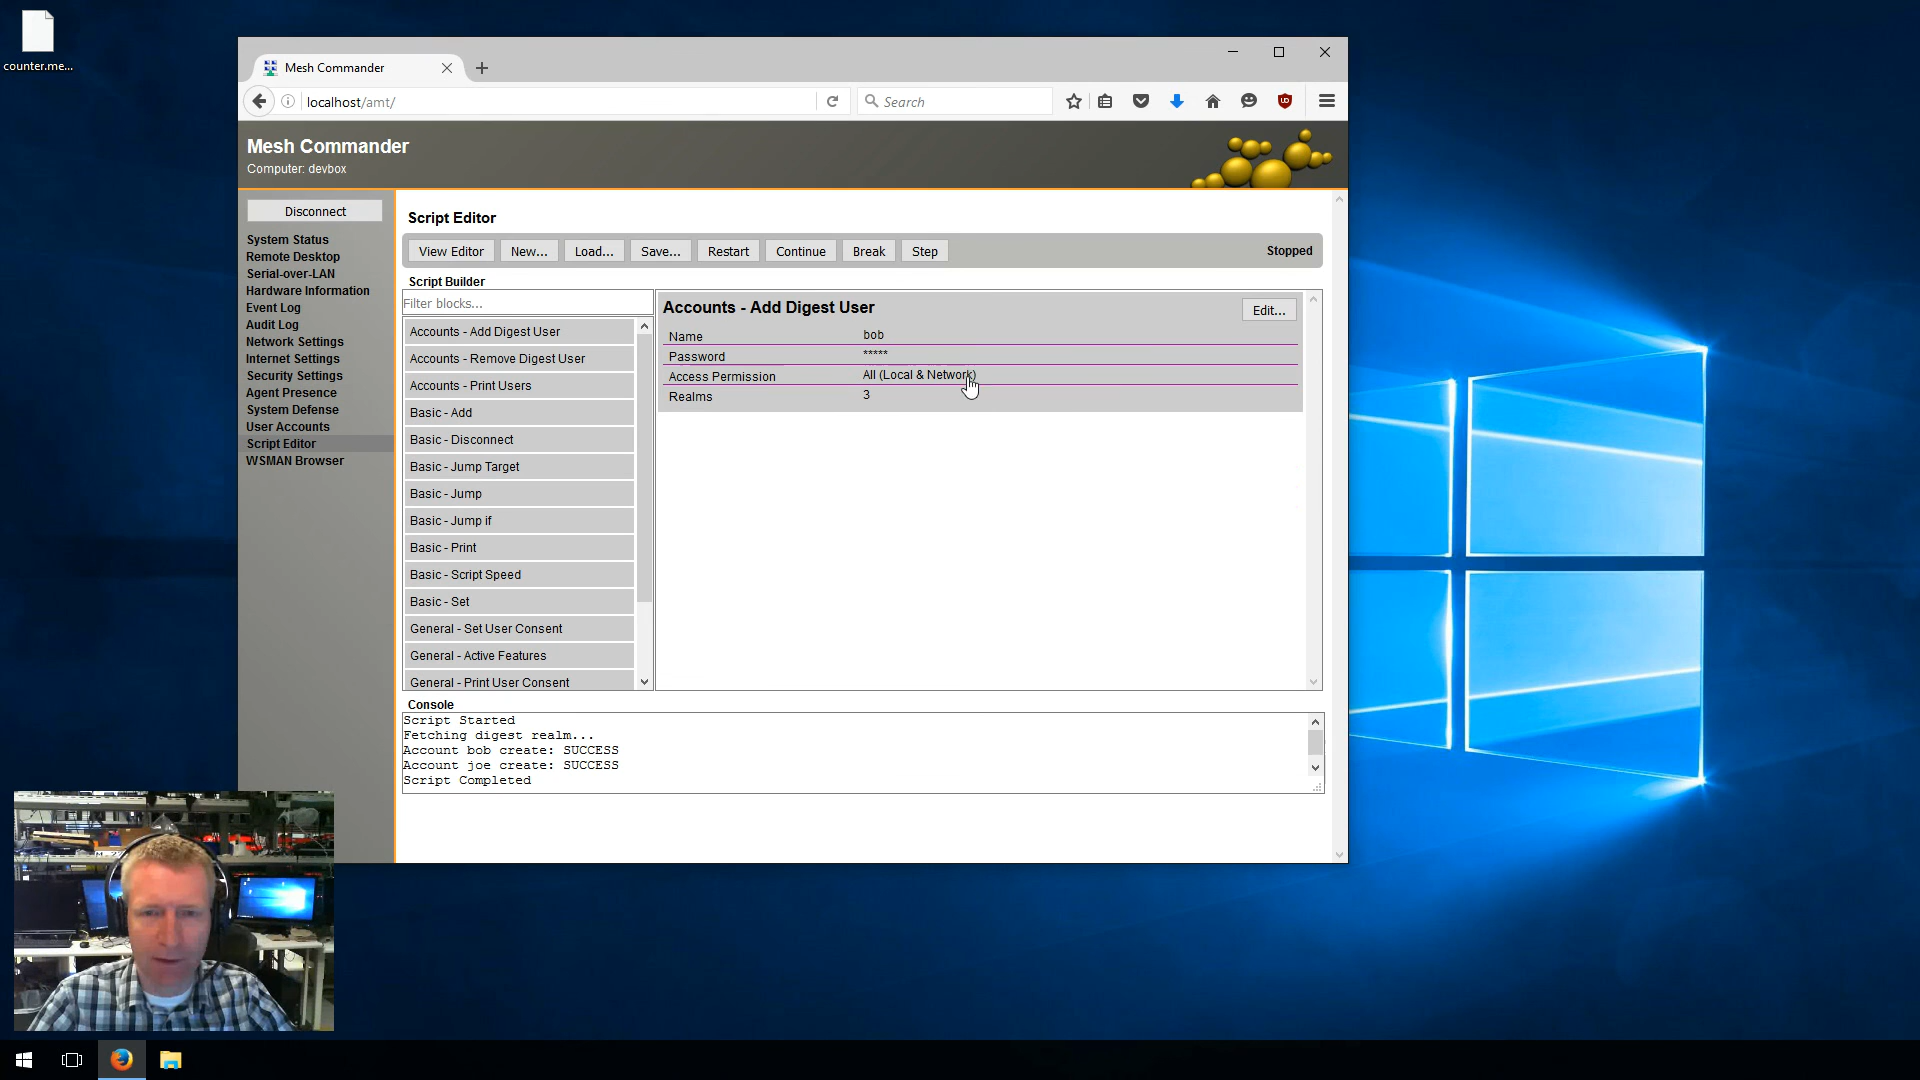 counter.me...
Mesh Commander
localhost/amt/
Search
Mesh Commander
Computer: devbox
Disconnect
System Status
Remote Desktop
Serial-over-LAN
Hardware Information
Event Log
Audit Log
Network Settings
Internet Settings
Security Settings
Agent Presence
System Defense
User Accounts
Script Editor
WSMAN Browser
Script Editor
View Editor
New...
Load...
Save...
Restart
Continue
Break
Step
Stopped
Script Builder
Filter blocks...
Accounts - Add Digest User
Accounts - Remove Digest User
Accounts - Print Users
Basic - Add
Basic - Disconnect
Basic - Jump Target
Basic - Jump
Basic - Jump if
Basic - Print
Basic - Script Speed
Basic - Set
General - Set User Consent
General - Active Features
General - Print User Consent
Accounts - Add Digest User
Edit...
Name bob
Password *****
Access Permission All (Local & Network)
Realms 3
Console
Script Started
Fetching digest realm...
Account bob create: SUCCESS
Account joe create: SUCCESS
Script Completed